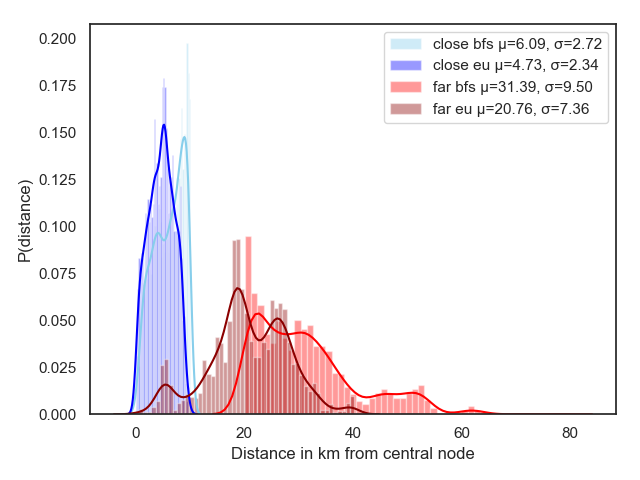 0.200
0.175
0.150
0.125
0.100
0.075
0.050
0.025
0.000
P(distance)
close bfs μ=6.09, σ=2.72
close eu μ=4.73, σ=2.34
far bfs μ=31.39, σ=9.50
far eu μ=20.76, σ=7.36
0 20 40 60 80
Distance in km from central node